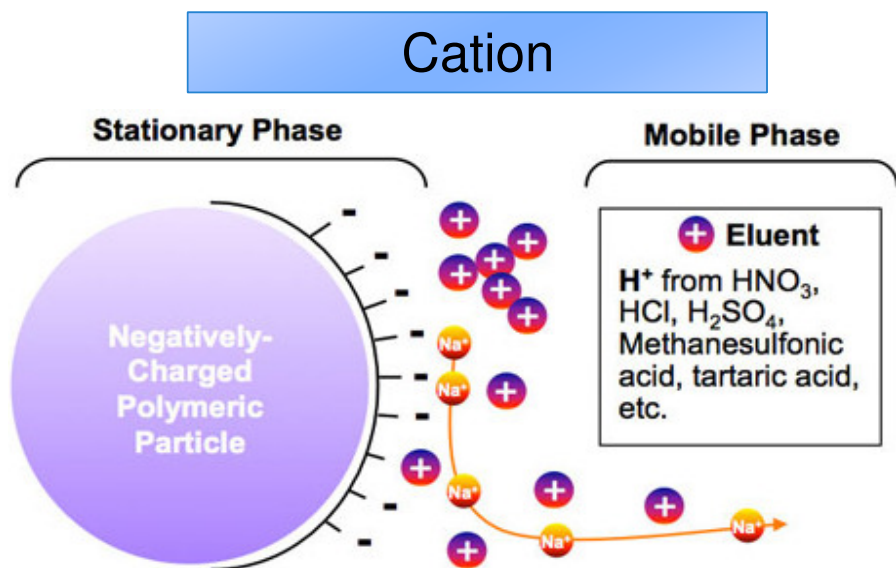 Cation
Stationary Phase
Mobile Phase
-
-
-
-
-
-
-
-
Negatively-
Charged
Polymeric
Particle
+
+
+
+
+
+
+
+
+
+
+
Na⁺
Na⁺
Na⁺
Na⁺
Na⁺
+ Eluent
H⁺ from HNO₃,
HCl, H₂SO₄,
Methanesulfonic
acid, tartaric acid,
etc.